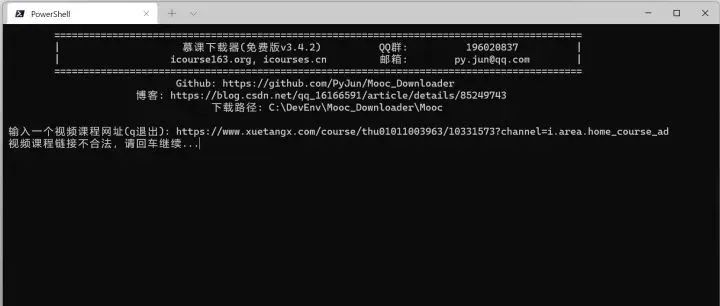 PowerShell
================================================================================
| 慕课下载器(免费版v3.4.2) QQ群: 196020837 |
| icourse163.org, icourses.cn 邮箱: py.jun@qq.com |
================================================================================
Github: https://github.com/PyJun/Mooc_Downloader
博客: https://blog.csdn.net/qq_16166591/article/details/85249743
下载路径: C:\DevEnv\Mooc_Downloader\Mooc
输入一个视频课程网址(q退出): https://www.xuetangx.com/course/thu01011003963/10331573?channel=i.area.home_course_ad
视频课程链接不合法, 请回车继续...